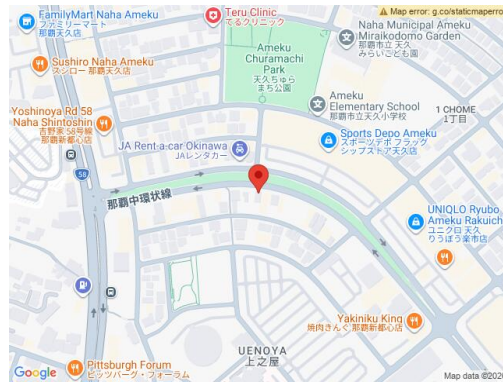 FamilyMart Naha Ameku
ファミリーマート
那覇天久店
Teru Clinic
てるクリニック
Map error: g.co/staticmaperro
Naha Municipal Ameku
Miraikodomo Garden
那覇市立天久
みらいこども園
Sushiro Naha Ameku
スシロー 那覇天久店
Ameku
Churamachi
Park
天久ちゅら
まち公園
Ameku
Elementary School
那覇市立天久小学校
1 CHOME
1丁目
Yoshinoya Rd 58
Naha Shintoshin
吉野家 58号線
那覇新都心店
Sports Depo Ameku
スポーツデポ フラッグ
シップストア天久店
JA Rent a car Okinawa
JAレンタカー
58
那覇中環状線
UNIQLO Ryubo
Ameku Rakuich
ユニクロ 天久
りうぼう楽市店
Yakiniku King
焼肉きんぐ 那覇新都心店
UENOYA
上之屋
Pittsburgh Forum
ピッツバーグ・フォーラム
Google
Map data ©2026